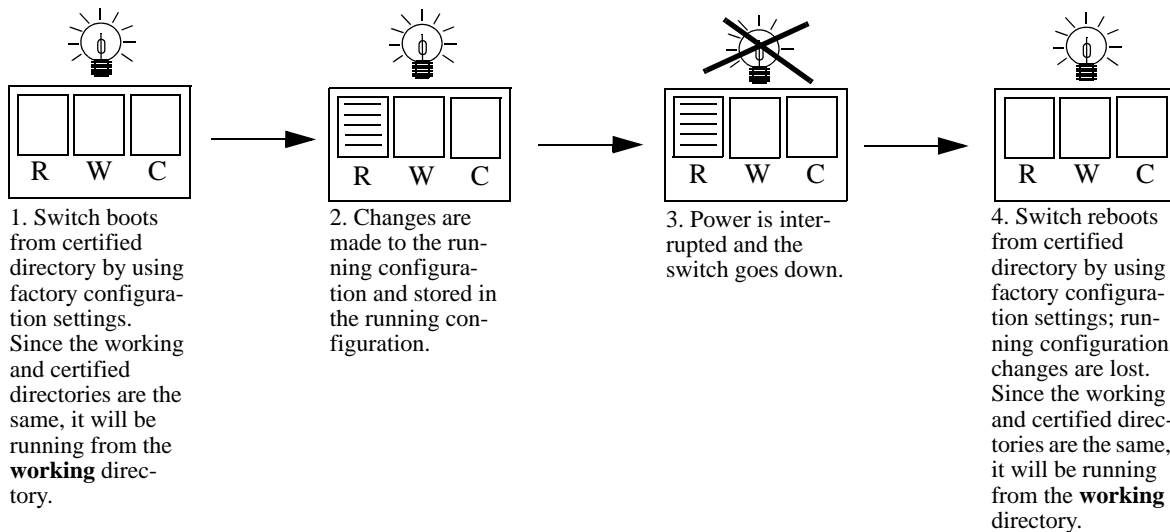 R W C
1. Switch boots
from certified
directory by using
factory configura-
tion settings.
Since the working
and certified
directories are the
same, it will be
running from the
working direc-
tory.
R W C
2. Changes are
made to the run-
ning configura-
tion and stored in
the running con-
figuration.
R W C
3. Power is inter-
rupted and the
switch goes down.
R W C
4. Switch reboots
from certified
directory by using
factory configura-
tion settings; run-
ning configuration
changes are lost.
Since the working
and certified direc-
tories are the same,
it will be running
from the working
directory.